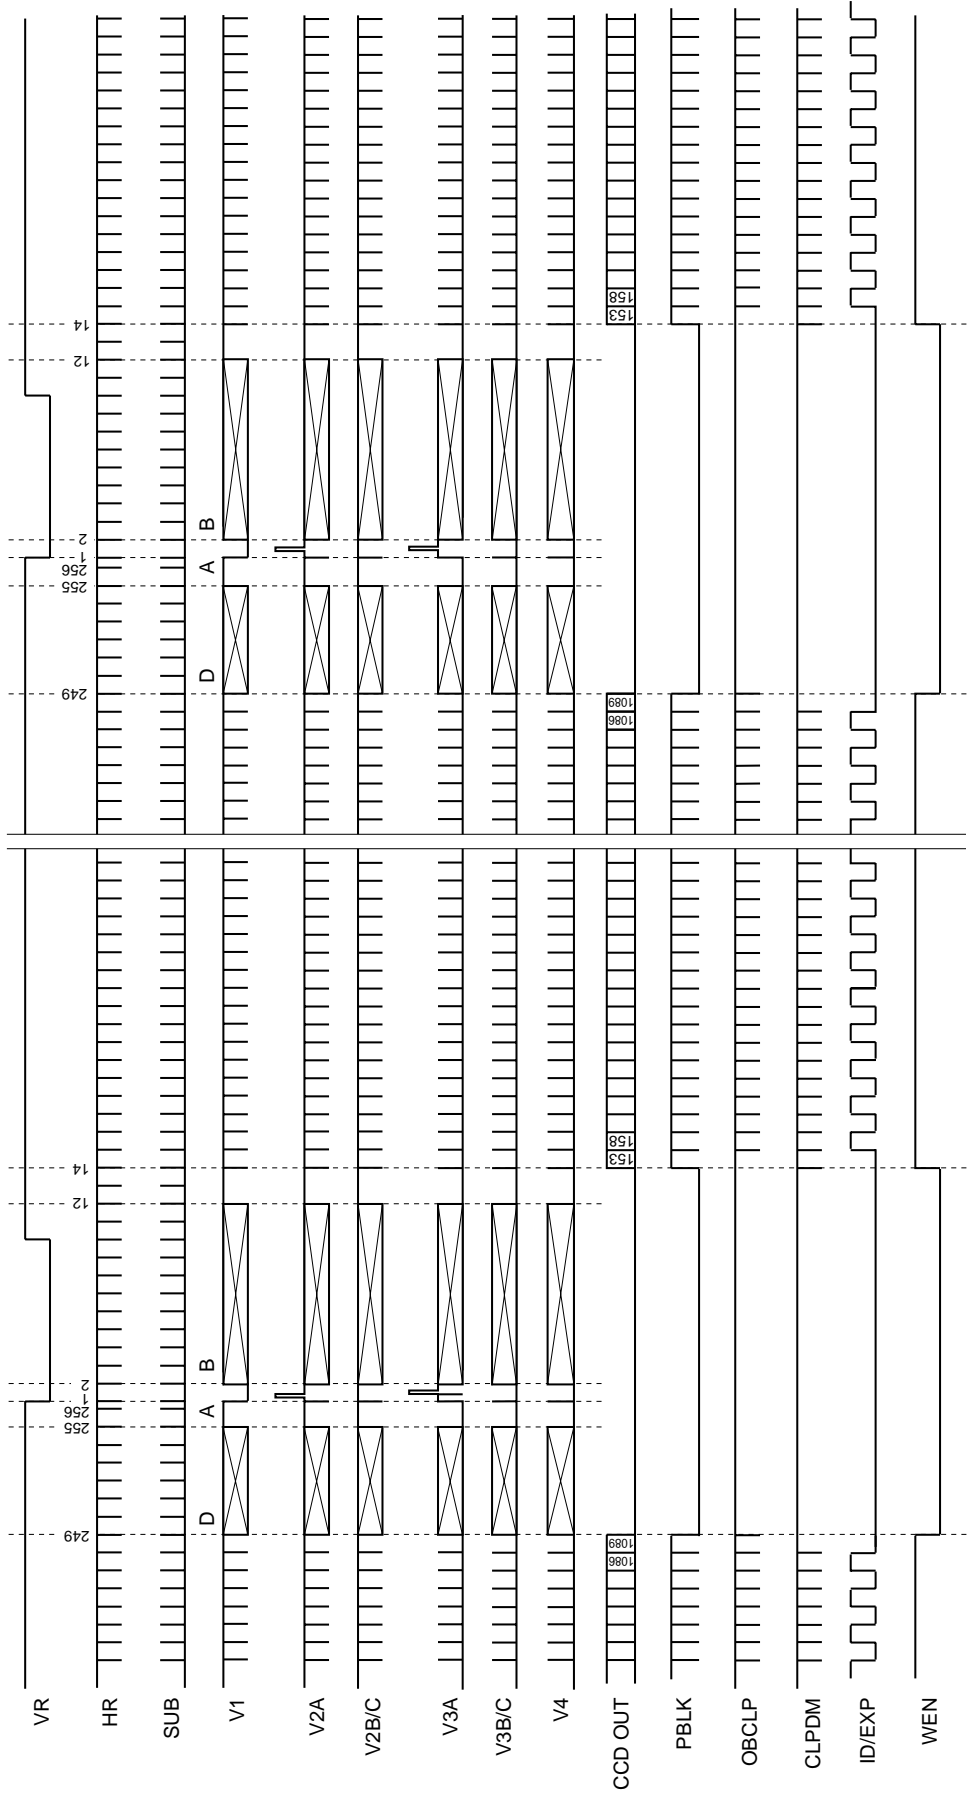 VR
HR
SUB
V1
V2A
V2B/C
V3A
V3B/C
V4
CCD OUT
PBLK
OBCLP
CLPDM
ID/EXP
WEN
249
255
256
1
2
12
14
249
255
256
1
2
12
14
D
A
B
D
A
B
1086
1089
153
158
1086
1089
153
158